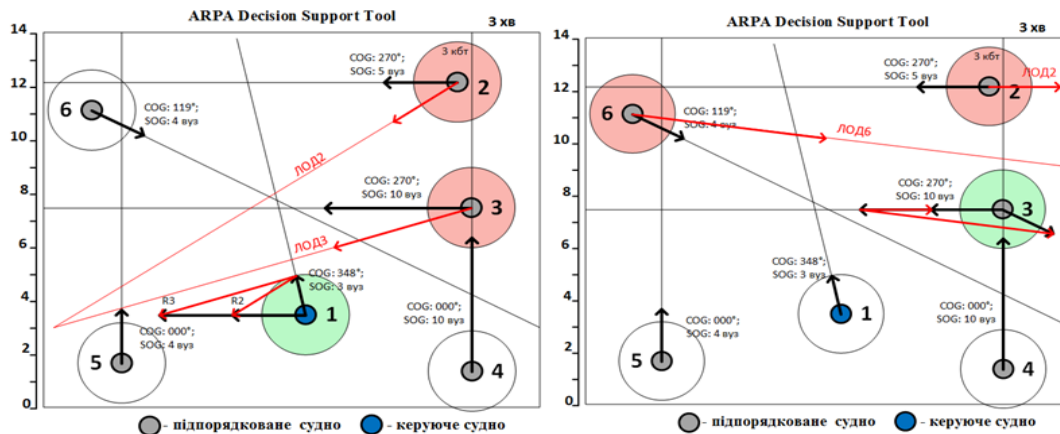 ARPA Decision Support Tool
3 хв
14
12
10
8
6
4
2
0
6
COG: 119°;
SOG: 4 вуз
COG: 270°;
SOG: 5 вуз
3 кбт
2
ЛОД2
COG: 270°;
SOG: 10 вуз
3
ЛОД3
COG: 348°;
SOG: 3 вуз
R3
R2
1
COG: 000°;
SOG: 4 вуз
5
COG: 000°;
SOG: 10 вуз
4
- підпорядковане судно
- керуюче судно
ARPA Decision Support Tool
3 хв
14
12
10
8
6
4
2
0
6
COG: 119°;
SOG: 4 вуз
COG: 270°;
SOG: 5 вуз
3 кбт
2
ЛОД2
ЛОД6
COG: 270°;
SOG: 10 вуз
3
COG: 348°;
SOG: 3 вуз
1
COG: 000°;
SOG: 4 вуз
5
COG: 000°;
SOG: 10 вуз
4
- підпорядковане судно
- керуюче судно